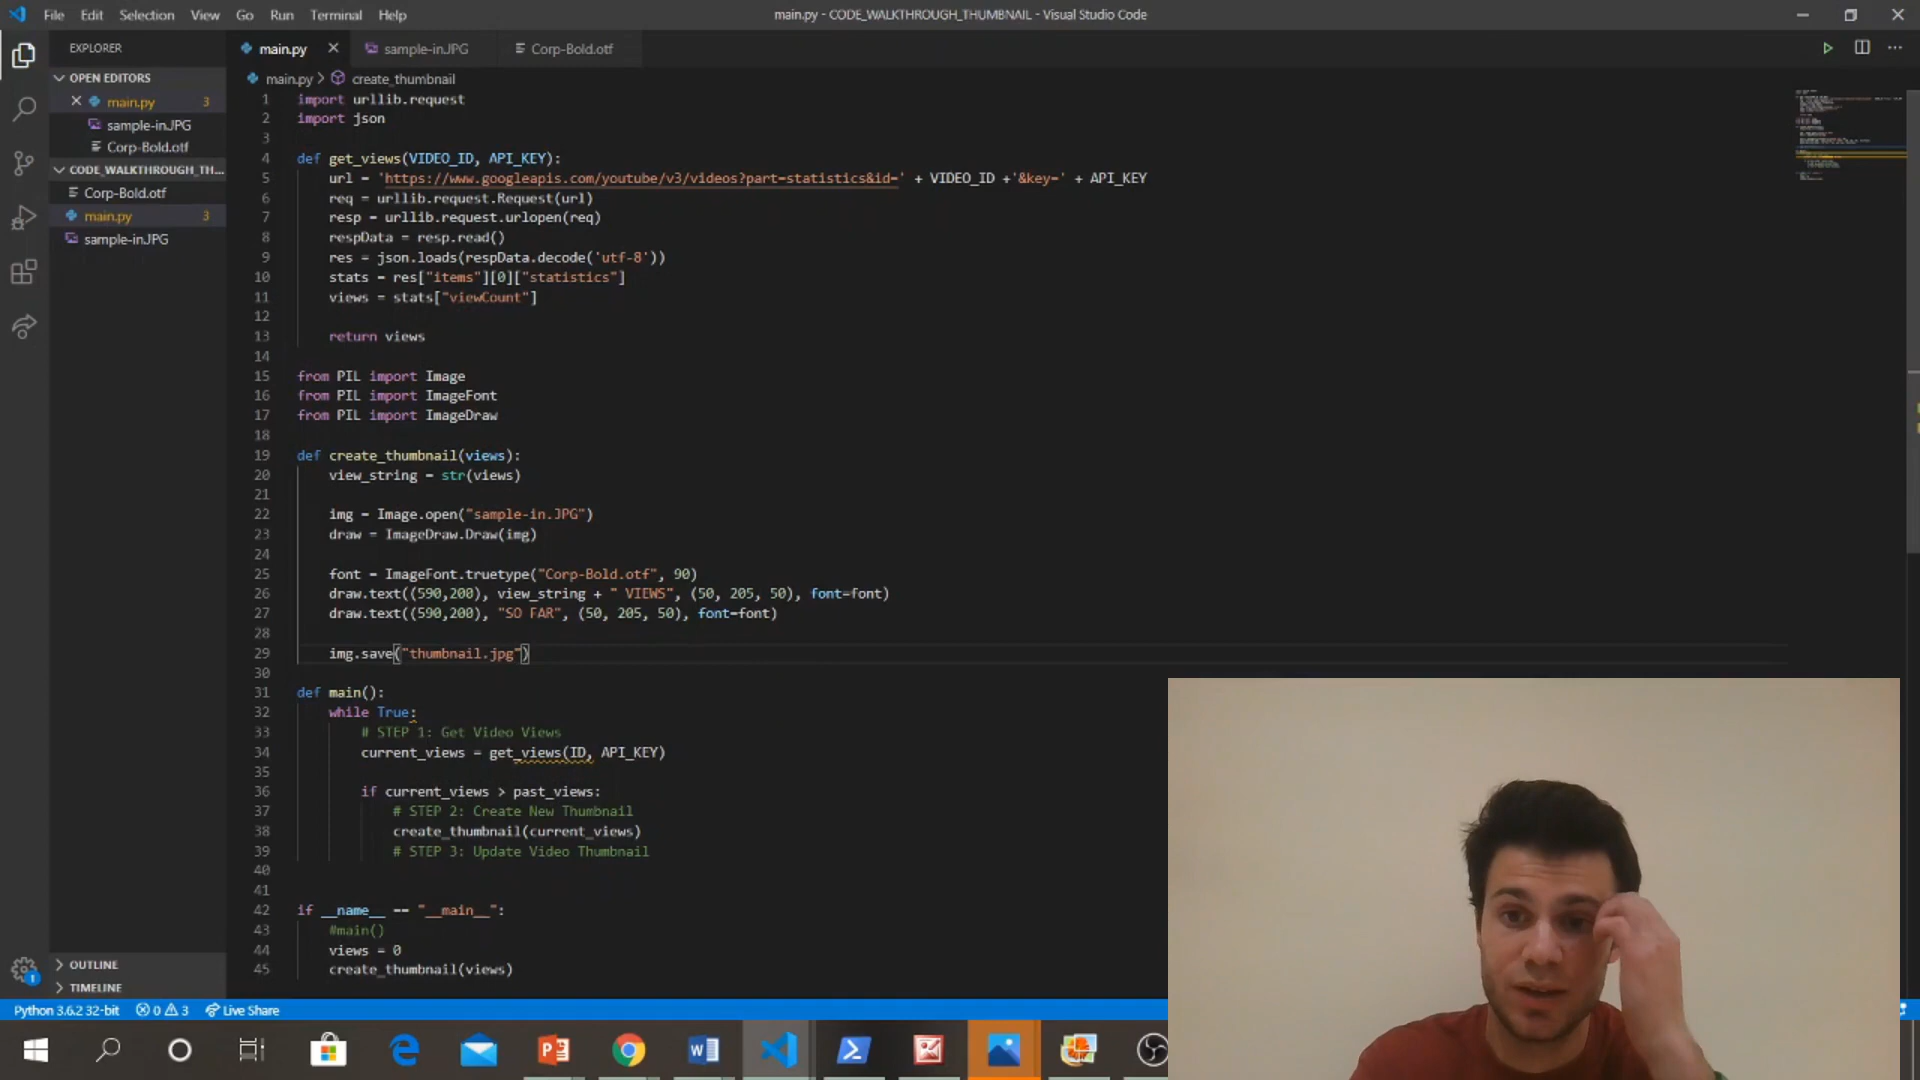 File Edit Selection View Go Run Terminal Help
main.py - CODE_WALKTHROUGH_THUMBNAIL - Visual Studio Code
EXPLORER
OPEN EDITORS
main.py 3
sample-in.JPG
Corp-Bold.otf
CODE_WALKTHROUGH_TH...
Corp-Bold.otf
main.py 3
sample-in.JPG
main.py sample-in.JPG Corp-Bold.otf
main.py > create_thumbnail
1 import urllib.request
2 import json
3
4 def get_views(VIDEO_ID, API_KEY):
5 url = 'https://www.googleapis.com/youtube/v3/videos?part=statistics&id=' + VIDEO_ID +'&key=' + API_KEY
6 req = urllib.request.Request(url)
7 resp = urllib.request.urlopen(req)
8 respData = resp.read()
9 res = json.loads(respData.decode('utf-8'))
10 stats = res["items"][0]["statistics"]
11 views = stats["viewCount"]
12
13 return views
14
15 from PIL import Image
16 from PIL import ImageFont
17 from PIL import ImageDraw
18
19 def create_thumbnail(views):
20 view_string = str(views)
21
22 img = Image.open("sample-in.JPG")
23 draw = ImageDraw.Draw(img)
24
25 font = ImageFont.truetype("Corp-Bold.otf", 90)
26 draw.text((590,200), view_string + " VIEWS", (50, 205, 50), font=font)
27 draw.text((590,200), "SO FAR", (50, 205, 50), font=font)
28
29 img.save("thumbnail.jpg")
30
31 def main():
32 while True:
33 # STEP 1: Get Video Views
34 current_views = get_views(ID, API_KEY)
35
36 if current_views > past_views:
37 # STEP 2: Create New Thumbnail
38 create_thumbnail(current_views)
39 # STEP 3: Update Video Thumbnail
40
41
42 if __name__ == "__main__":
43 #main()
44 views = 0
45 create_thumbnail(views)
OUTLINE
TIMELINE
1
Python 3.6.2 32-bit 0 3 Live Share